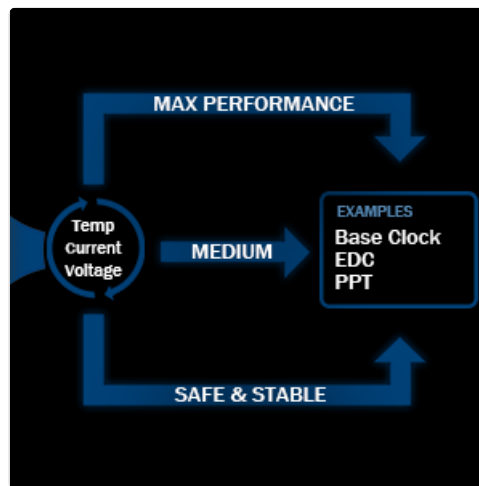 MAX PERFORMANCE
Temp
Current
Voltage
MEDIUM
EXAMPLES
Base Clock
EDC
PPT
SAFE & STABLE